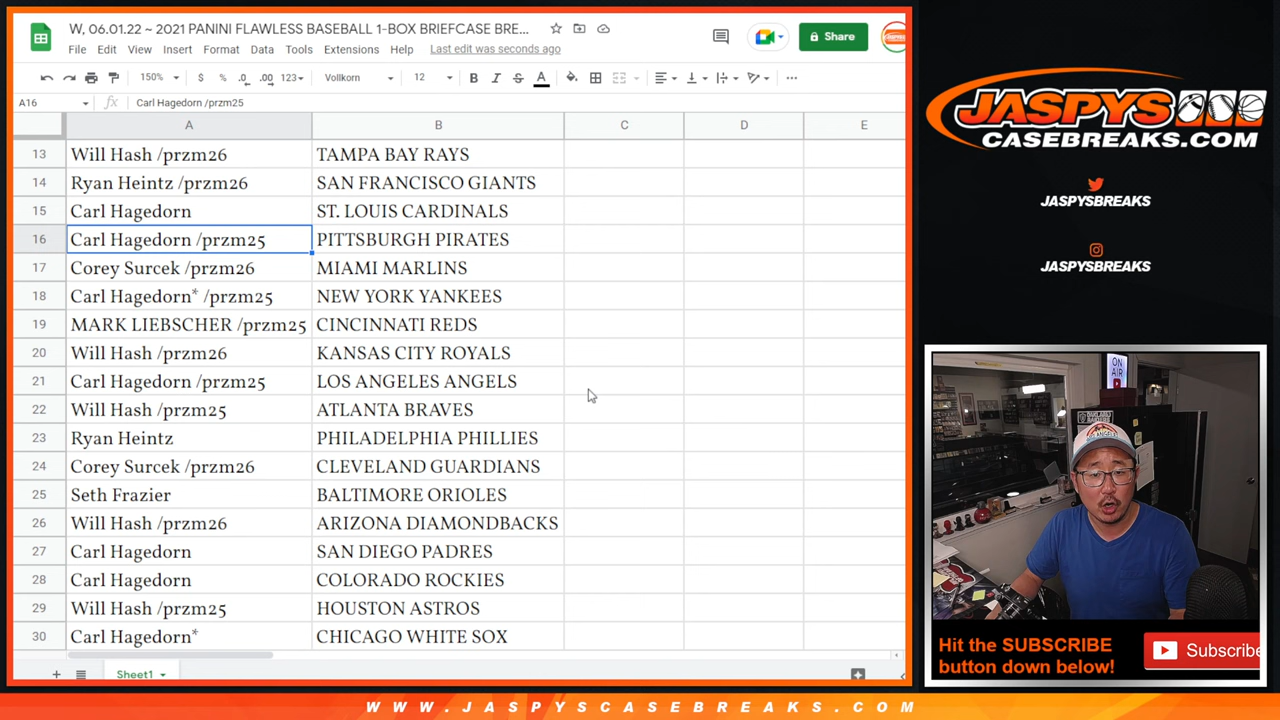 W, 06.01.22 ~ 2021 PANINI FLAWLESS BASEBALL 1-BOX BRIEFCASE BRE...
File Edit View Insert Format Data Tools Extensions Help Last edit was seconds ago
Share
150% $ % .0 .00 123 Vollkorn 12 B I S A
A16 fx Carl Hagedorn /przm25
A B C D E
13 Will Hash /przm26 TAMPA BAY RAYS
14 Ryan Heintz /przm26 SAN FRANCISCO GIANTS
15 Carl Hagedorn ST. LOUIS CARDINALS
16 Carl Hagedorn /przm25 PITTSBURGH PIRATES
17 Corey Surcek /przm26 MIAMI MARLINS
18 Carl Hagedorn* /przm25 NEW YORK YANKEES
19 MARK LIEBSCHER /przm25 CINCINNATI REDS
20 Will Hash /przm26 KANSAS CITY ROYALS
21 Carl Hagedorn /przm25 LOS ANGELES ANGELS
22 Will Hash /przm25 ATLANTA BRAVES
23 Ryan Heintz PHILADELPHIA PHILLIES
24 Corey Surcek /przm26 CLEVELAND GUARDIANS
25 Seth Frazier BALTIMORE ORIOLES
26 Will Hash /przm26 ARIZONA DIAMONDBACKS
27 Carl Hagedorn SAN DIEGO PADRES
28 Carl Hagedorn COLORADO ROCKIES
29 Will Hash /przm25 HOUSTON ASTROS
30 Carl Hagedorn* CHICAGO WHITE SOX
Sheet1
JASPYS
CASEBREAKS.COM
JASPYSBREAKS
JASPYSBREAKS
ON
AIR
Hit the SUBSCRIBE
button down below!
Subscribe
WWW.JASPYSCASEBREAKS.COM